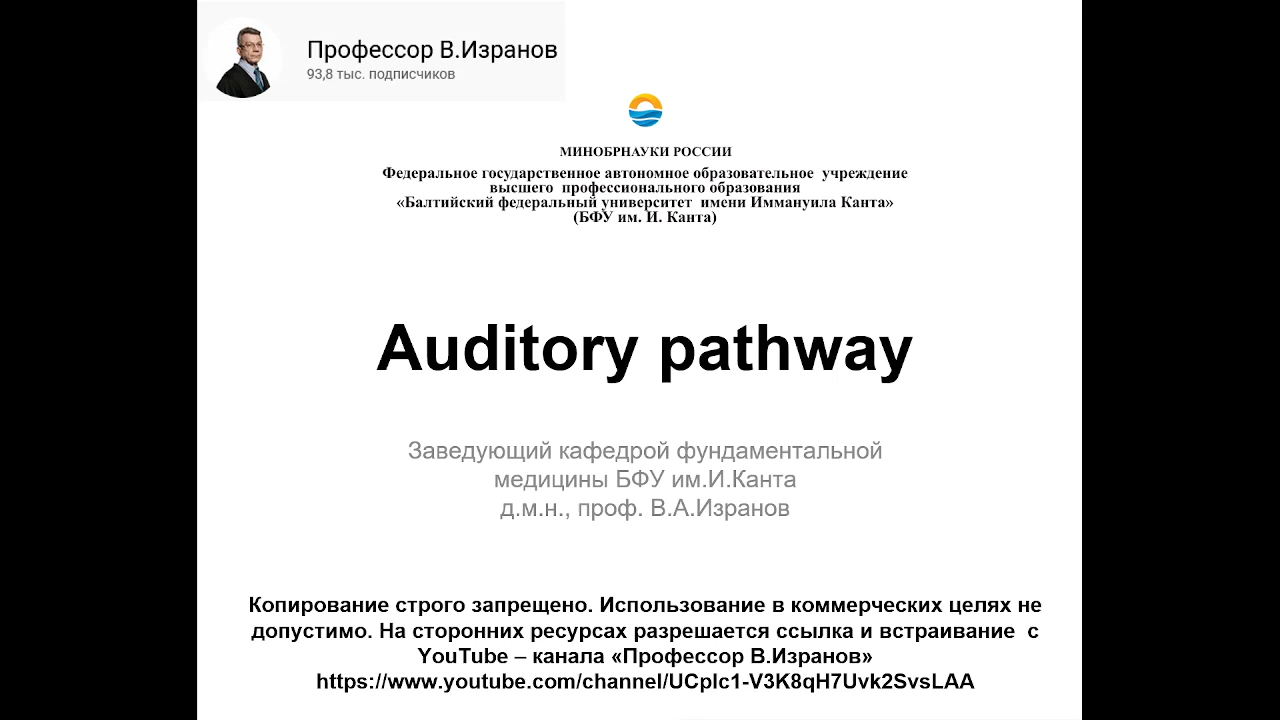 Профессор В.Изранов
93,8 тыс. подписчиков
МИНОБРНАУКИ РОССИИ
Федеральное государственное автономное образовательное учреждение
высшего профессионального образования
«Балтийский федеральный университет имени Иммануила Канта»
(БФУ им. И. Канта)
Auditory pathway
Заведующий кафедрой фундаментальной
медицины БФУ им.И.Канта
д.м.н., проф. В.А.Изранов
Копирование строго запрещено. Использование в коммерческих целях не
допустимо. На сторонних ресурсах разрешается ссылка и встраивание с
YouTube – канала «Профессор В.Изранов»
https://www.youtube.com/channel/UCplc1-V3K8qH7Uvk2SvsLAA